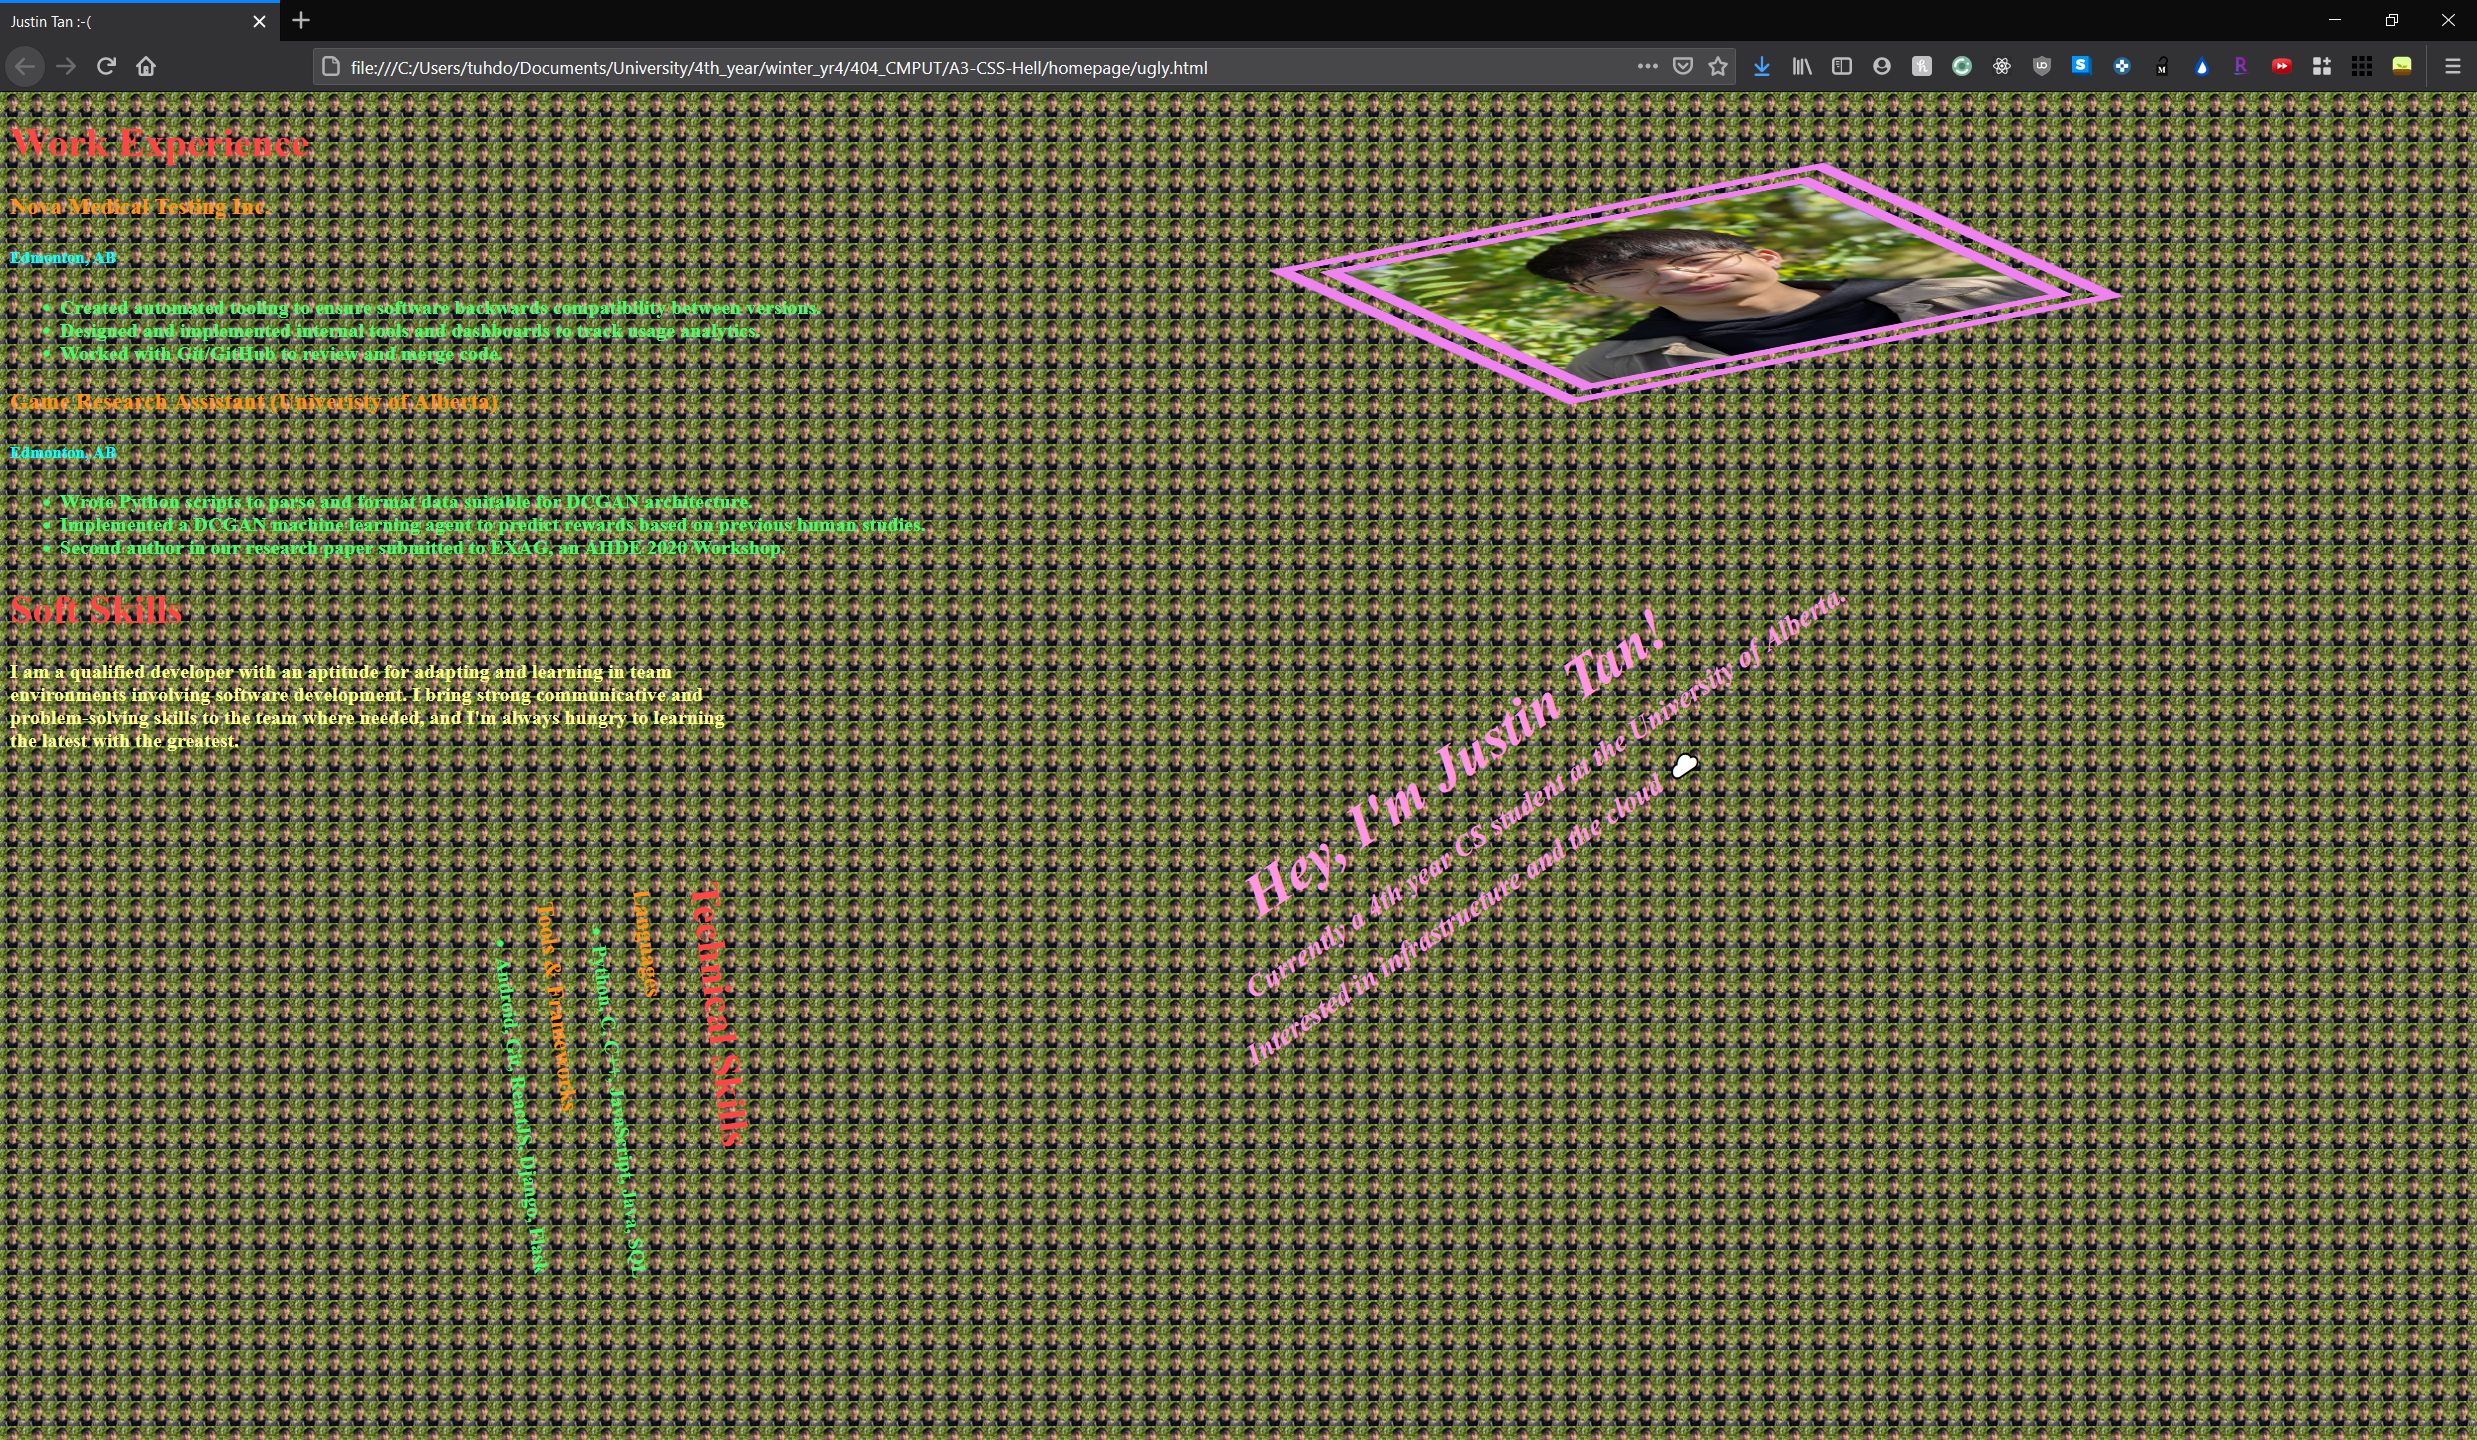 Justin Tan :-(
file:///C:/Users/tuhdo/Documents/University/4th_year/winter_yr4/404_CMPUT/A3-CSS-Hell/homepage/ugly.html
Work Experience
Nova Medical Testing Inc.
Edmonton, AB
• Created automated tooling to ensure software backwards compatibility between versions.
• Designed and implemented internal tools and dashboards to track usage analytics.
• Worked with Git/GitHub to review and merge code.
Game Research Assistant (Univeristy of Alberta)
Edmonton, AB
• Wrote Python scripts to parse and format data suitable for DCGAN architecture.
• Implemented a DCGAN machine learning agent to predict rewards based on previous human studies.
• Second author in our research paper submitted to EXAG, an AIIDE 2020 Workshop.
Soft Skills
I am a qualified developer with an aptitude for adapting and learning in team
environments involving software development. I bring strong communicative and
problem-solving skills to the team where needed, and I'm always hungry to learning
the latest with the greatest.
Technical Skills
Languages
• Python, C, C++, JavaScript, Java, SQL
Tools & Frameworks
• Android, Git, ReactJS, Django, Flask
Hey, I'm Justin Tan!
Currently a 4th year CS student at the University of Alberta.
Interested in infrastructure and the cloud